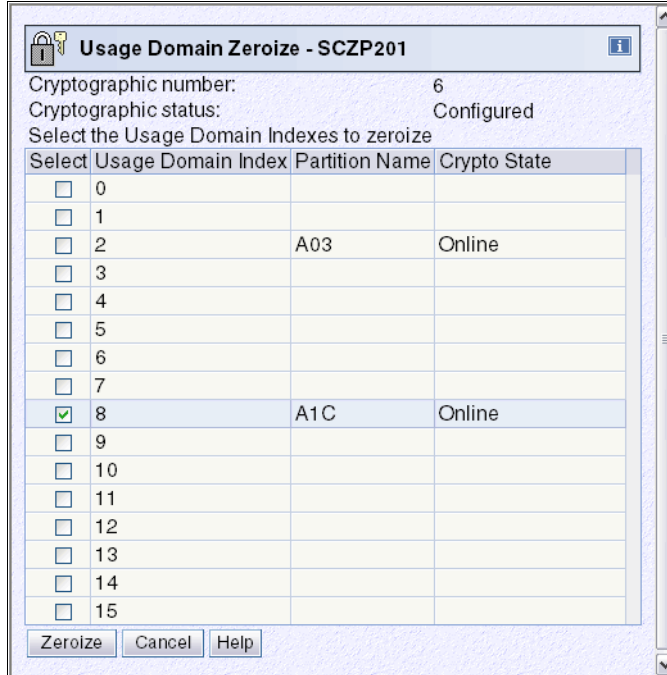 Usage Domain Zeroize - SCZP201 i
Cryptographic number: 6
Cryptographic status: Configured
Select the Usage Domain Indexes to zeroize
Select Usage Domain Index Partition Name Crypto State
0
1
2 A03 Online
3
4
5
6
7
8 A1C Online
9
10
11
12
13
14
15
Zeroize Cancel Help